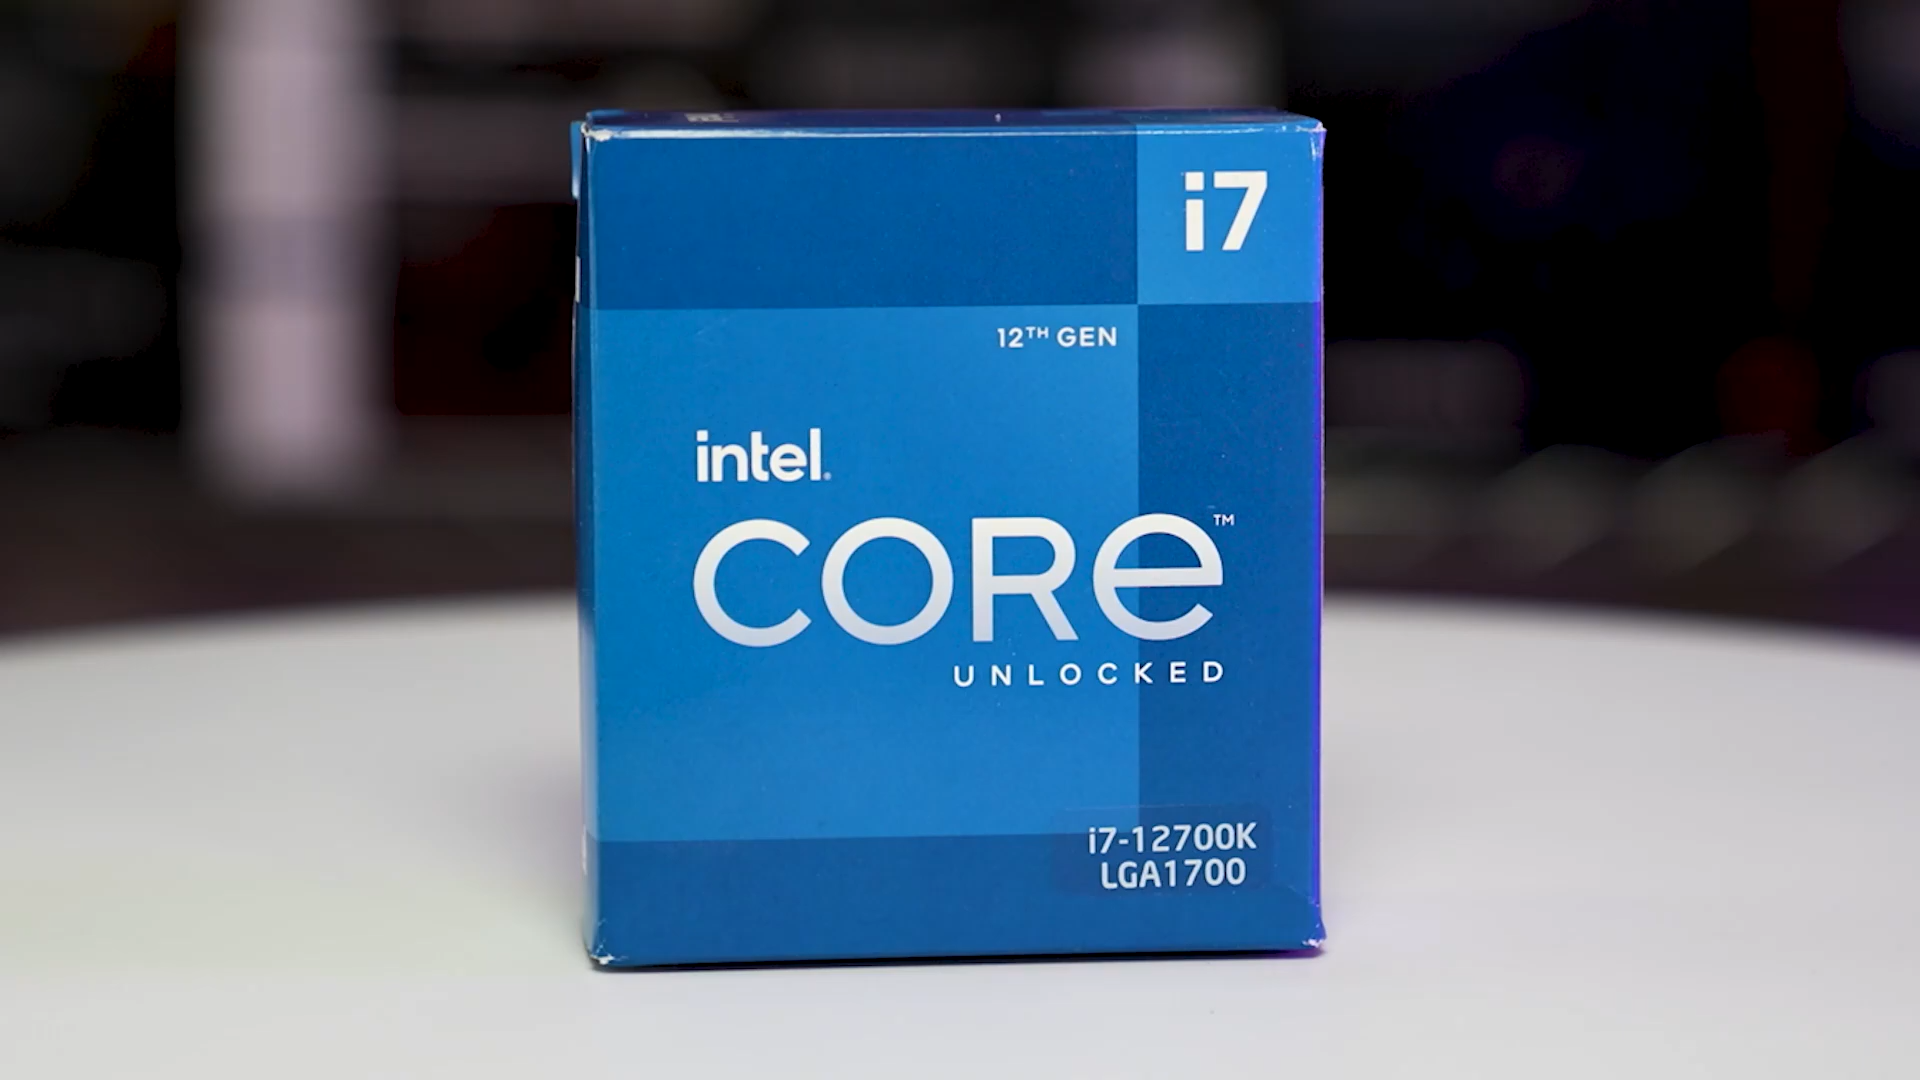 i7
12TH GEN
intel.
CORe™
UNLOCKED
i7-12700K
LGA1700